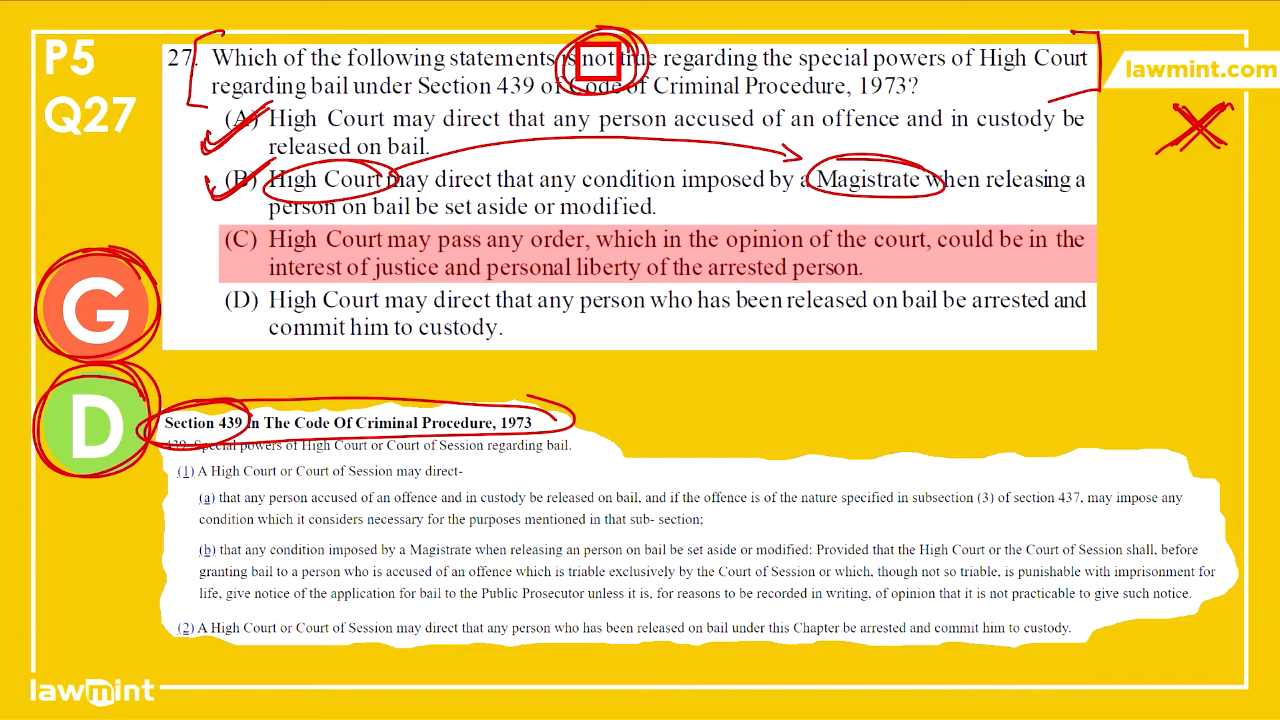 P5
Q27
lawmint.com
27. Which of the following statements is not true regarding the special powers of High Court
regarding bail under Section 439 of Code of Criminal Procedure, 1973?
(A) High Court may direct that any person accused of an offence and in custody be
released on bail.
(B) High Court may direct that any condition imposed by a Magistrate when releasing a
person on bail be set aside or modified.
(C) High Court may pass any order, which in the opinion of the court, could be in the
interest of justice and personal liberty of the arrested person.
(D) High Court may direct that any person who has been released on bail be arrested and
commit him to custody.
G
D
Section 439 In The Code Of Criminal Procedure, 1973
439. Special powers of High Court or Court of Session regarding bail.
(1) A High Court or Court of Session may direct-
(a) that any person accused of an offence and in custody be released on bail, and if the offence is of the nature specified in subsection (3) of section 437, may impose any
condition which it considers necessary for the purposes mentioned in that sub- section;
(b) that any condition imposed by a Magistrate when releasing an person on bail be set aside or modified: Provided that the High Court or the Court of Session shall, before
granting bail to a person who is accused of an offence which is triable exclusively by the Court of Session or which, though not so triable, is punishable with imprisonment for
life, give notice of the application for bail to the Public Prosecutor unless it is, for reasons to be recorded in writing, of opinion that it is not practicable to give such notice.
(2) A High Court or Court of Session may direct that any person who has been released on bail under this Chapter be arrested and commit him to custody.
lawmint